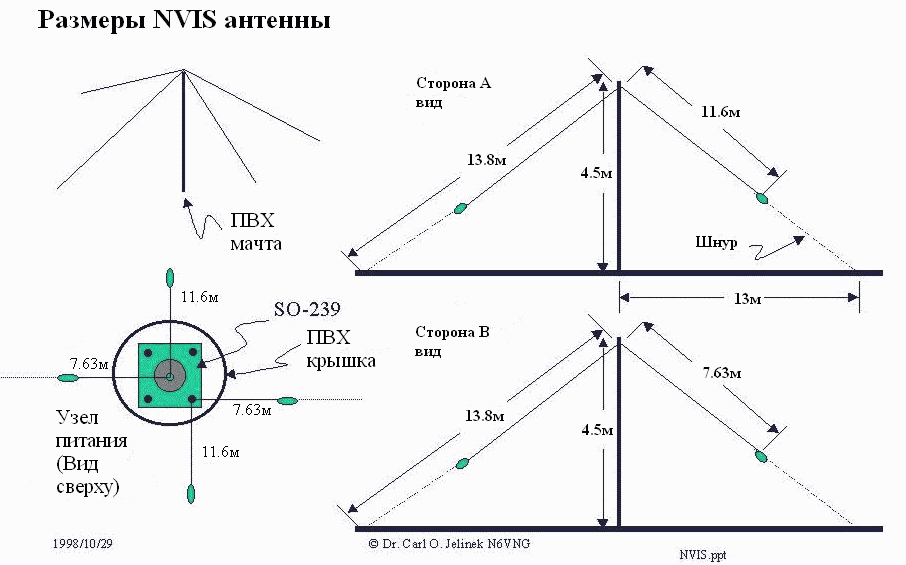 Размеры NVIS антенны
Сторона А
вид
11.6м
13.8м
4.5м
ПВХ
мачта
Шнур
13м
11.6м
SO-239
ПВХ
крышка
7.63м
7.63м
Узел
питания
(Вид
сверху)
11.6м
Сторона В
вид
7.63м
13.8м
4.5м
1998/10/29
© Dr. Carl O. Jelinek N6VNG
NVIS.ppt